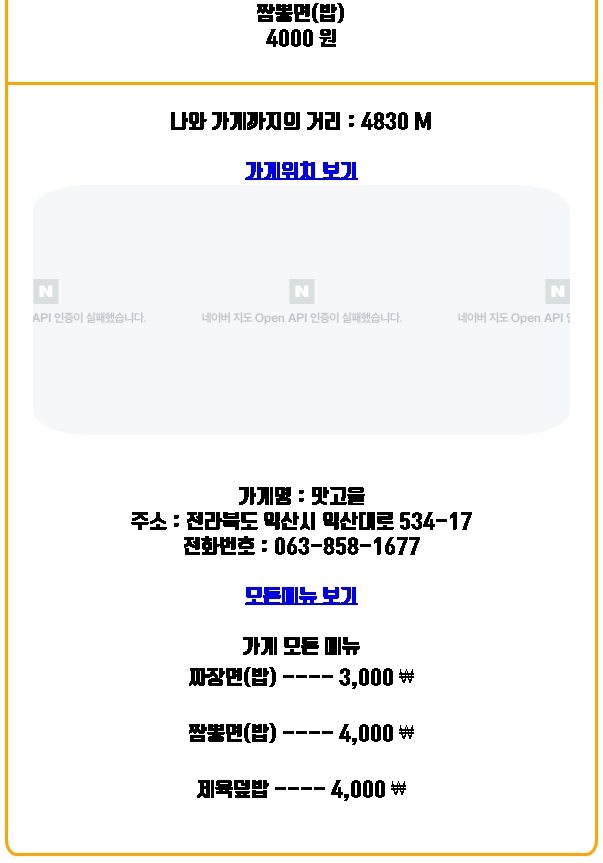 짬뽕면(밥)
4000 원
나와 가게까지의 거리 : 4830 M
가게위치 보기
N N N
API 인증이 실패했습니다. 네이버 지도 Open API 인증이 실패했습니다. 네이버 지도 Open API 인
가게명 : 맛고을
주소 : 전라북도 익산시 익산대로 534-17
전화번호 : 063-858-1677
모든메뉴 보기
가게 모든 메뉴
짜장면(밥) ---- 3,000 ₩
짬뽕면(밥) ---- 4,000 ₩
제육덮밥 ---- 4,000 ₩